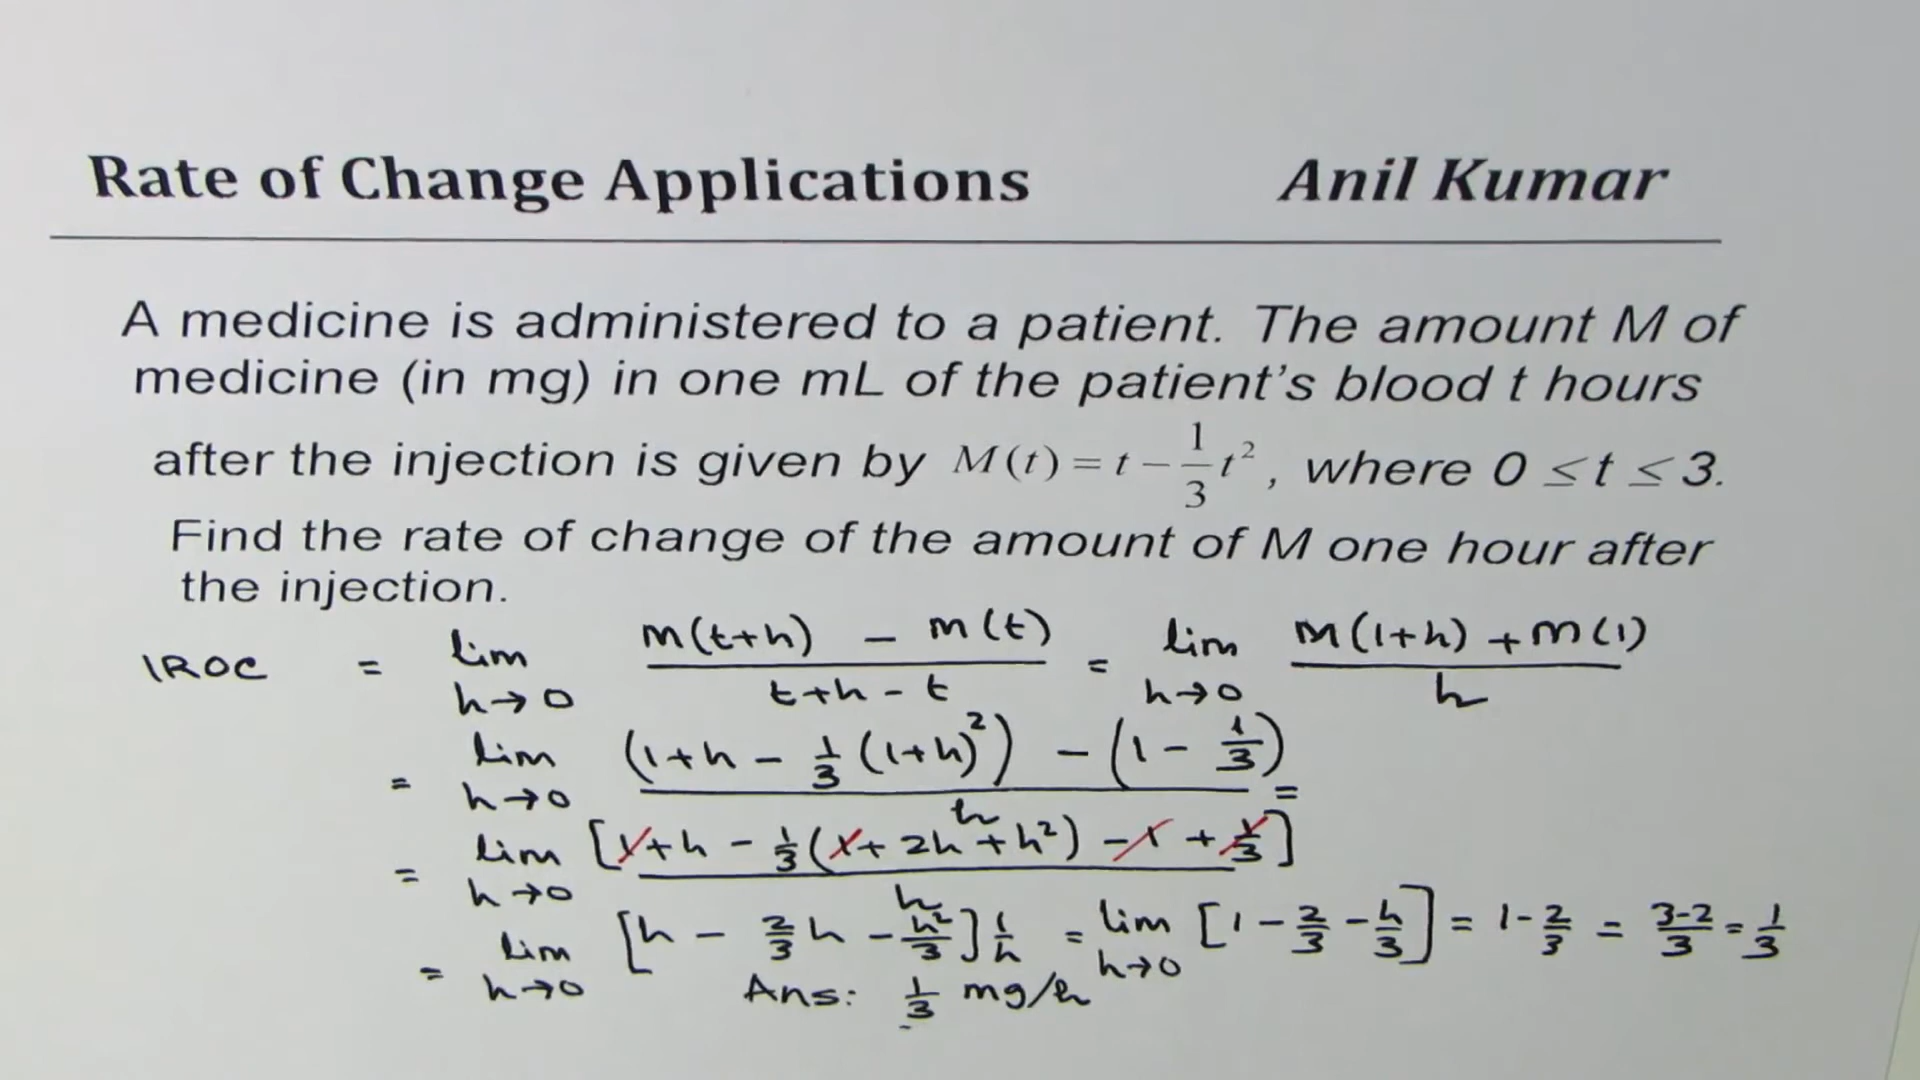 Rate of Change Applications Anil Kumar
A medicine is administered to a patient. The amount M of
medicine (in mg) in one mL of the patient's blood t hours
after the injection is given by M(t) = t − 1/3 t², where 0 ≤ t ≤ 3.
Find the rate of change of the amount of M one hour after
the injection.
IROC = lim h→0 (m(t+h) − m(t))/(t+h−t) = lim h→0 (m(1+h) + m(1))/h
= lim h→0 ((1+h − 1/3(1+h)²) − (1 − 1/3))/h =
= lim h→0 [1+h − 1/3(1+2h+h²) − 1 + 1/3]/h
= lim h→0 [h − 2/3 h − h²/3] 1/h = lim h→0 [1 − 2/3 − h/3] = 1 − 2/3 = (3−2)/3 = 1/3
Ans: 1/3 mg/h